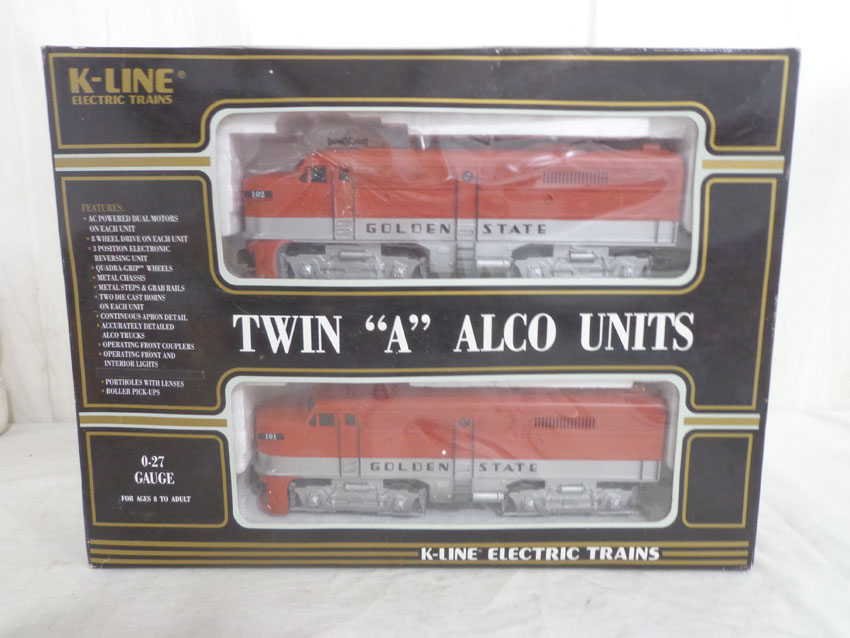 K-LINE®
ELECTRIC TRAINS
102
GOLDEN STATE
FEATURES:
• AC POWERED DUAL MOTORS
ON EACH UNIT
• 8 WHEEL DRIVE ON EACH UNIT
• 3 POSITION ELECTRONIC
REVERSING UNIT
• QUADRA-GRIP™ WHEELS
• METAL CHASSIS
• METAL STEPS & GRAB RAILS
• TWO DIE CAST HORNS
ON EACH UNIT
• CONTINUOUS APRON DETAIL
• ACCURATELY DETAILED
ALCO TRUCKS
• OPERATING FRONT COUPLERS
• OPERATING FRONT AND
INTERIOR LIGHTS
• PORTHOLES WITH LENSES
• ROLLER PICK-UPS
TWIN “A” ALCO UNITS
101
GOLDEN STATE
0-27
GAUGE
FOR AGES 8 TO ADULT
K-LINE® ELECTRIC TRAINS